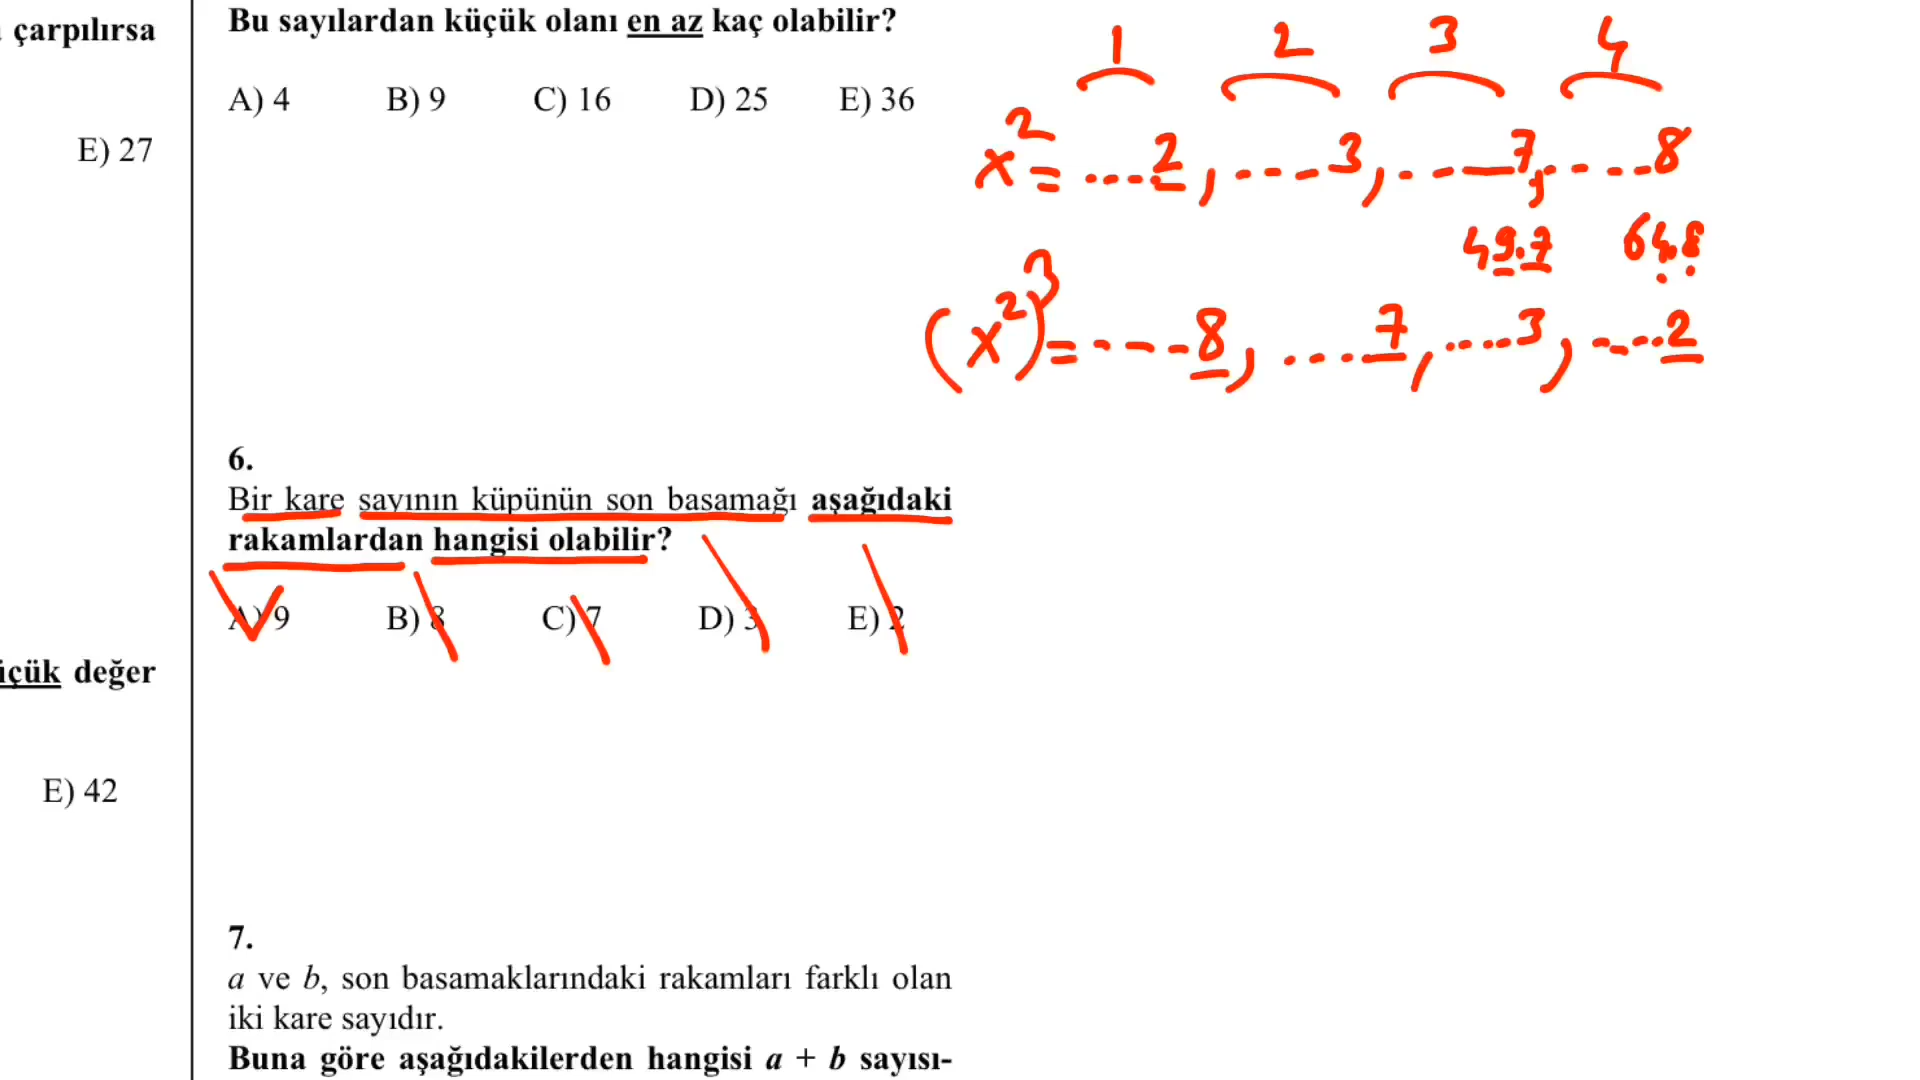 çarpılırsa
E) 27
içük değer
E) 42
Bu sayılardan küçük olanı en az kaç olabilir?
A) 4 B) 9 C) 16 D) 25 E) 36
6.
Bir kare sayının küpünün son basamağı aşağıdaki
rakamlardan hangisi olabilir?
A) 9 B) 8 C) 7 D) 3 E) 2
7.
a ve b, son basamaklarındaki rakamları farklı olan
iki kare sayıdır.
Buna göre aşağıdakilerden hangisi a + b sayısı-
1 2 3 4
x² = ....2, ....3, ....7, ....8
49.7 64.8
(x²)³ = ....8, ....7, ....3, ....2